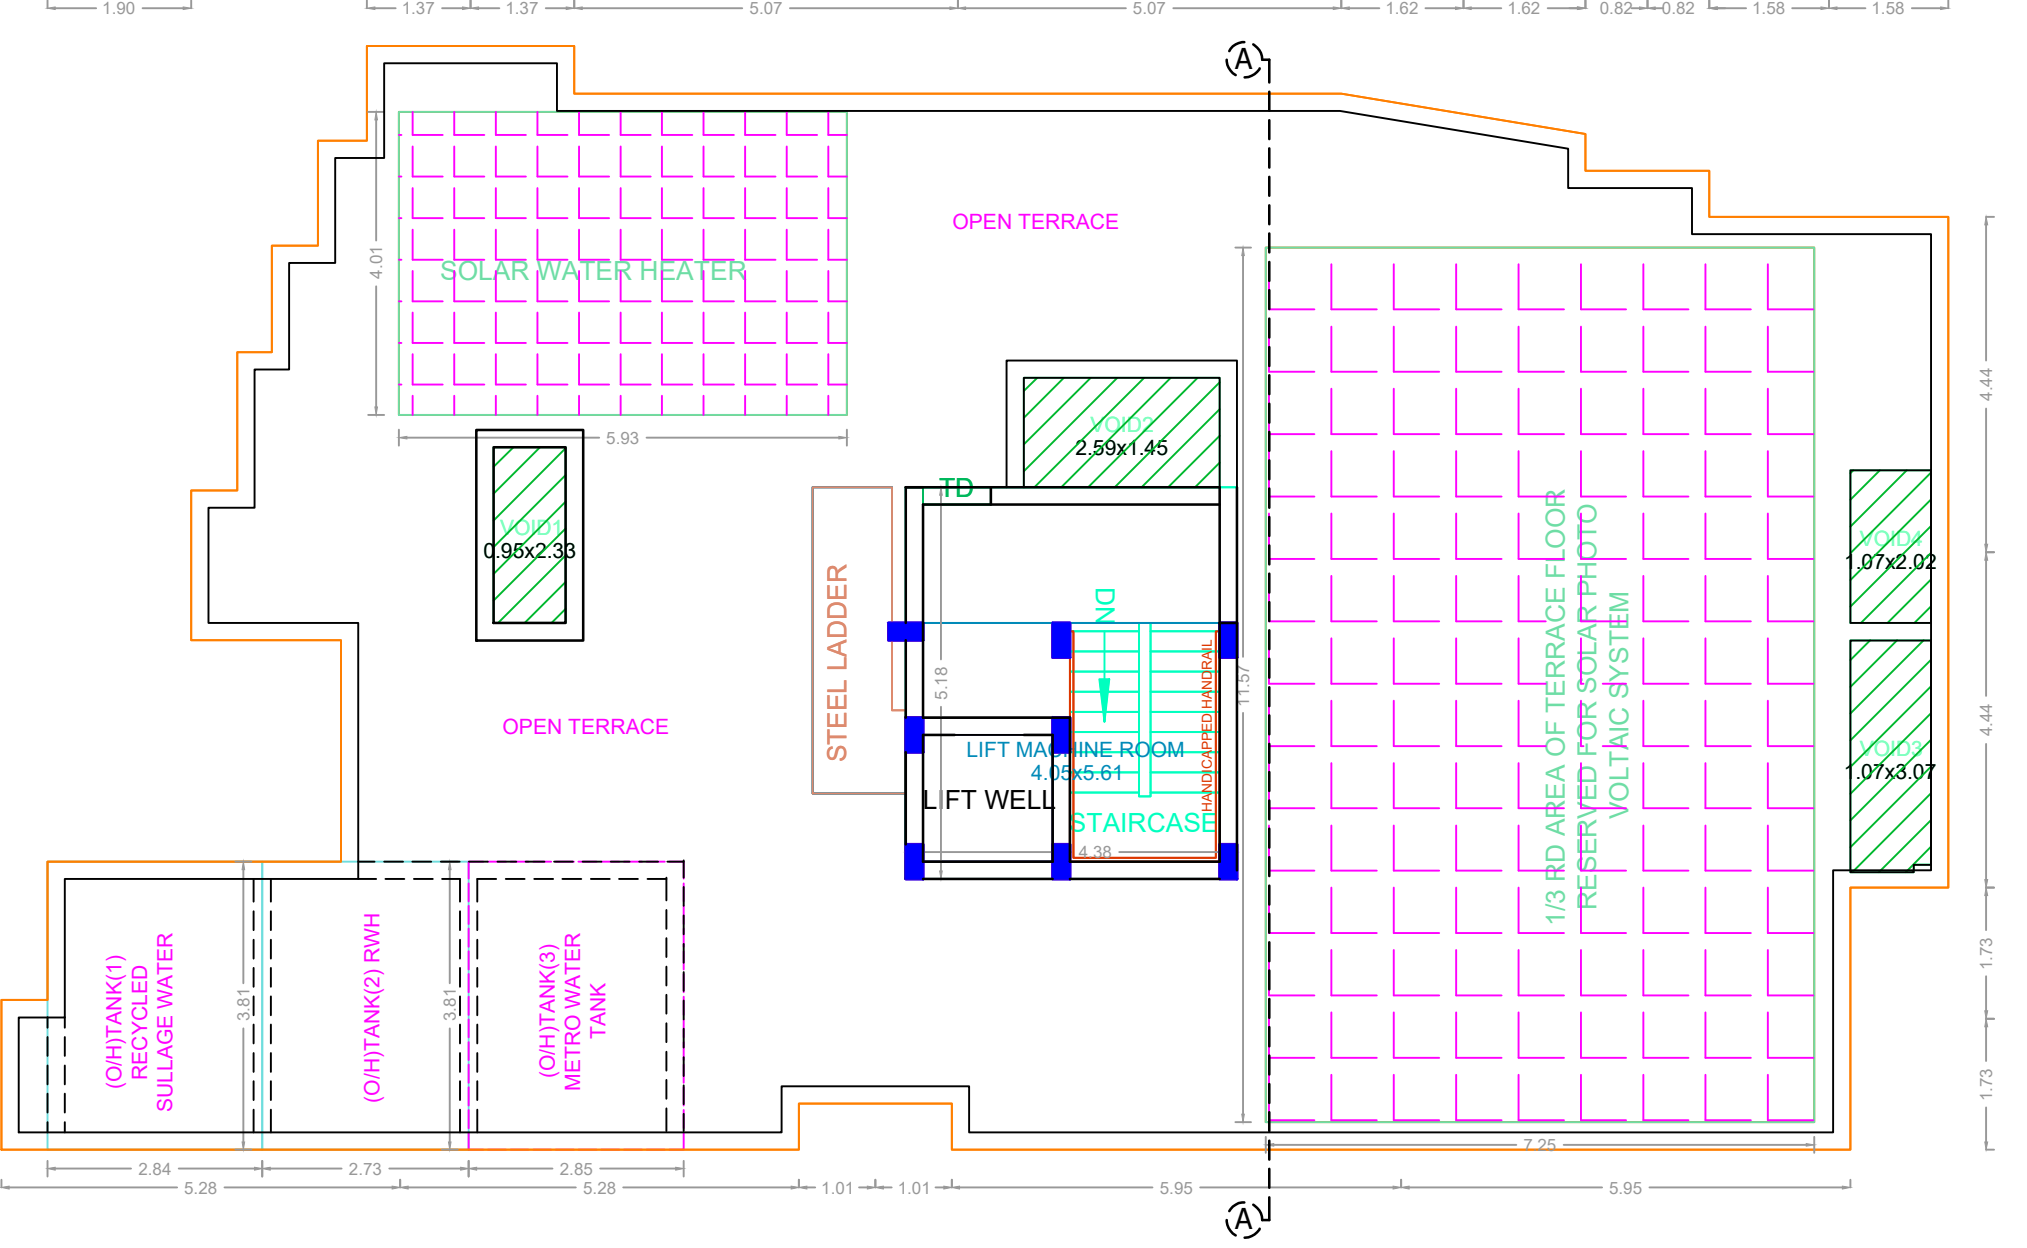 1.90
1.37
1.37
5.07
5.07
1.62
1.62
0.82
0.82
1.58
1.58
A
OPEN TERRACE
4.01
SOLAR WATER HEATER
5.93
VOID1
0.95x2.33
VOID2
2.59x1.45
TD
4.44
VOID4
1.07x2.02
STEEL LADDER
DN
5.18
11.57
HANDICAPPED HANDRAIL
1/3 RD AREA OF TERRACE FLOOR
RESERVED FOR SOLAR PHOTO
VOLTAIC SYSTEM
OPEN TERRACE
LIFT MACHINE ROOM
4.05x5.61
LIFT WELL
STAIRCASE
4.38
VOID3
1.07x3.07
4.44
(O/H)TANK(1)
RECYCLED
SULLAGE WATER
3.81
(O/H)TANK(2) RWH
3.81
(O/H)TANK(3)
METRO WATER
TANK
1.73
1.73
7.25
2.84
2.73
2.85
5.28
5.28
1.01
1.01
5.95
5.95
A